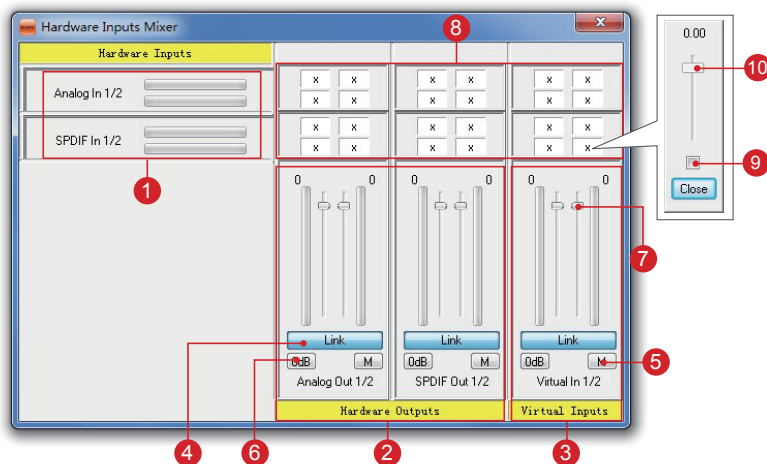 Hardware Inputs Mixer
8
0.00
Hardware Inputs
10
Analog In 1/2
x x x x x x
x x x x x x
SPDIF In 1/2
x x x x x x
x x x x x x
1
9
Close
0 0 0 0 0 0
7
Link Link Link
0dB M 0dB M 0dB M
5
Analog Out 1/2 SPDIF Out 1/2 Virtual In 1/2
Hardware Outputs Virtual Inputs
4 6 2 3